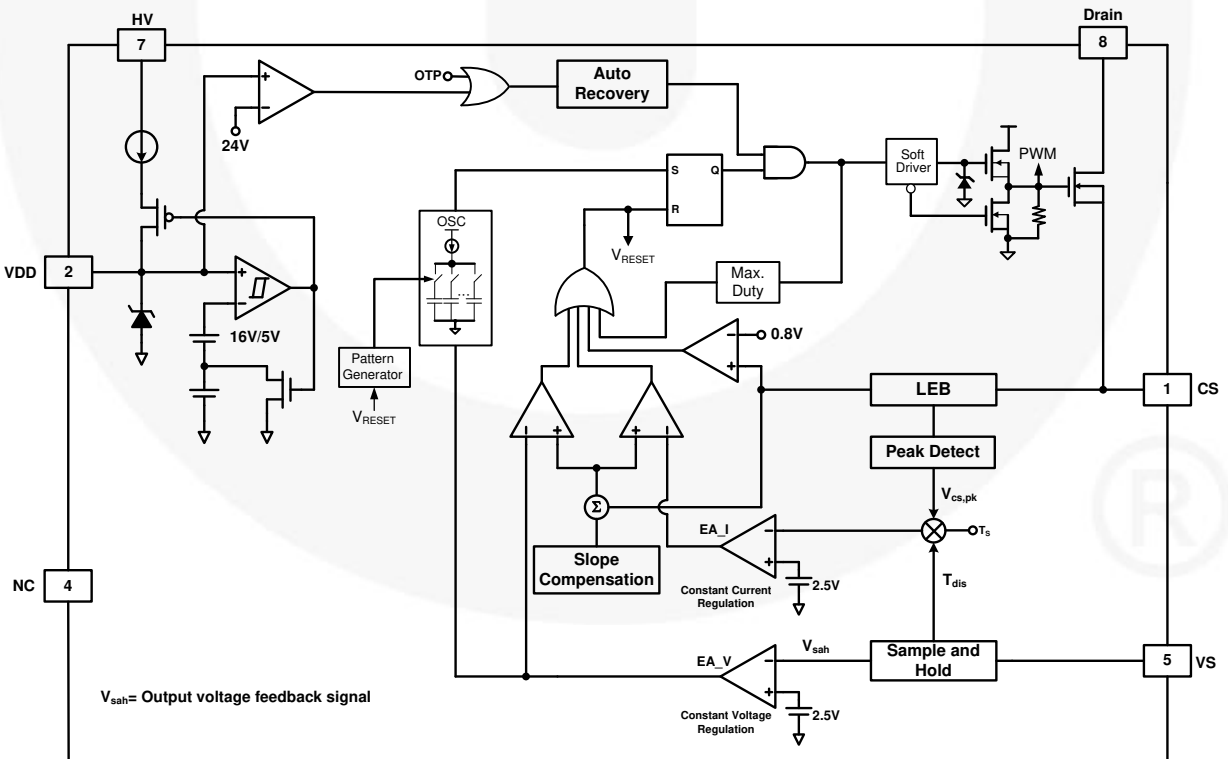 HV
7
Drain
8
OTP
Auto
Recovery
24V
S
Q
R
Soft
Driver
PWM
OSC
VRESET
VDD
2
Max.
Duty
16V/5V
0.8V
Pattern
Generator
VRESET
LEB
1
CS
Peak Detect
Vcs,pk
Σ
EA_I
TS
Slope
Compensation
2.5V
Tdis
NC
4
Constant Current
Regulation
Vsah
Sample and
Hold
5
VS
EA_V
Vsah= Output voltage feedback signal
2.5V
Constant Voltage
Regulation
®